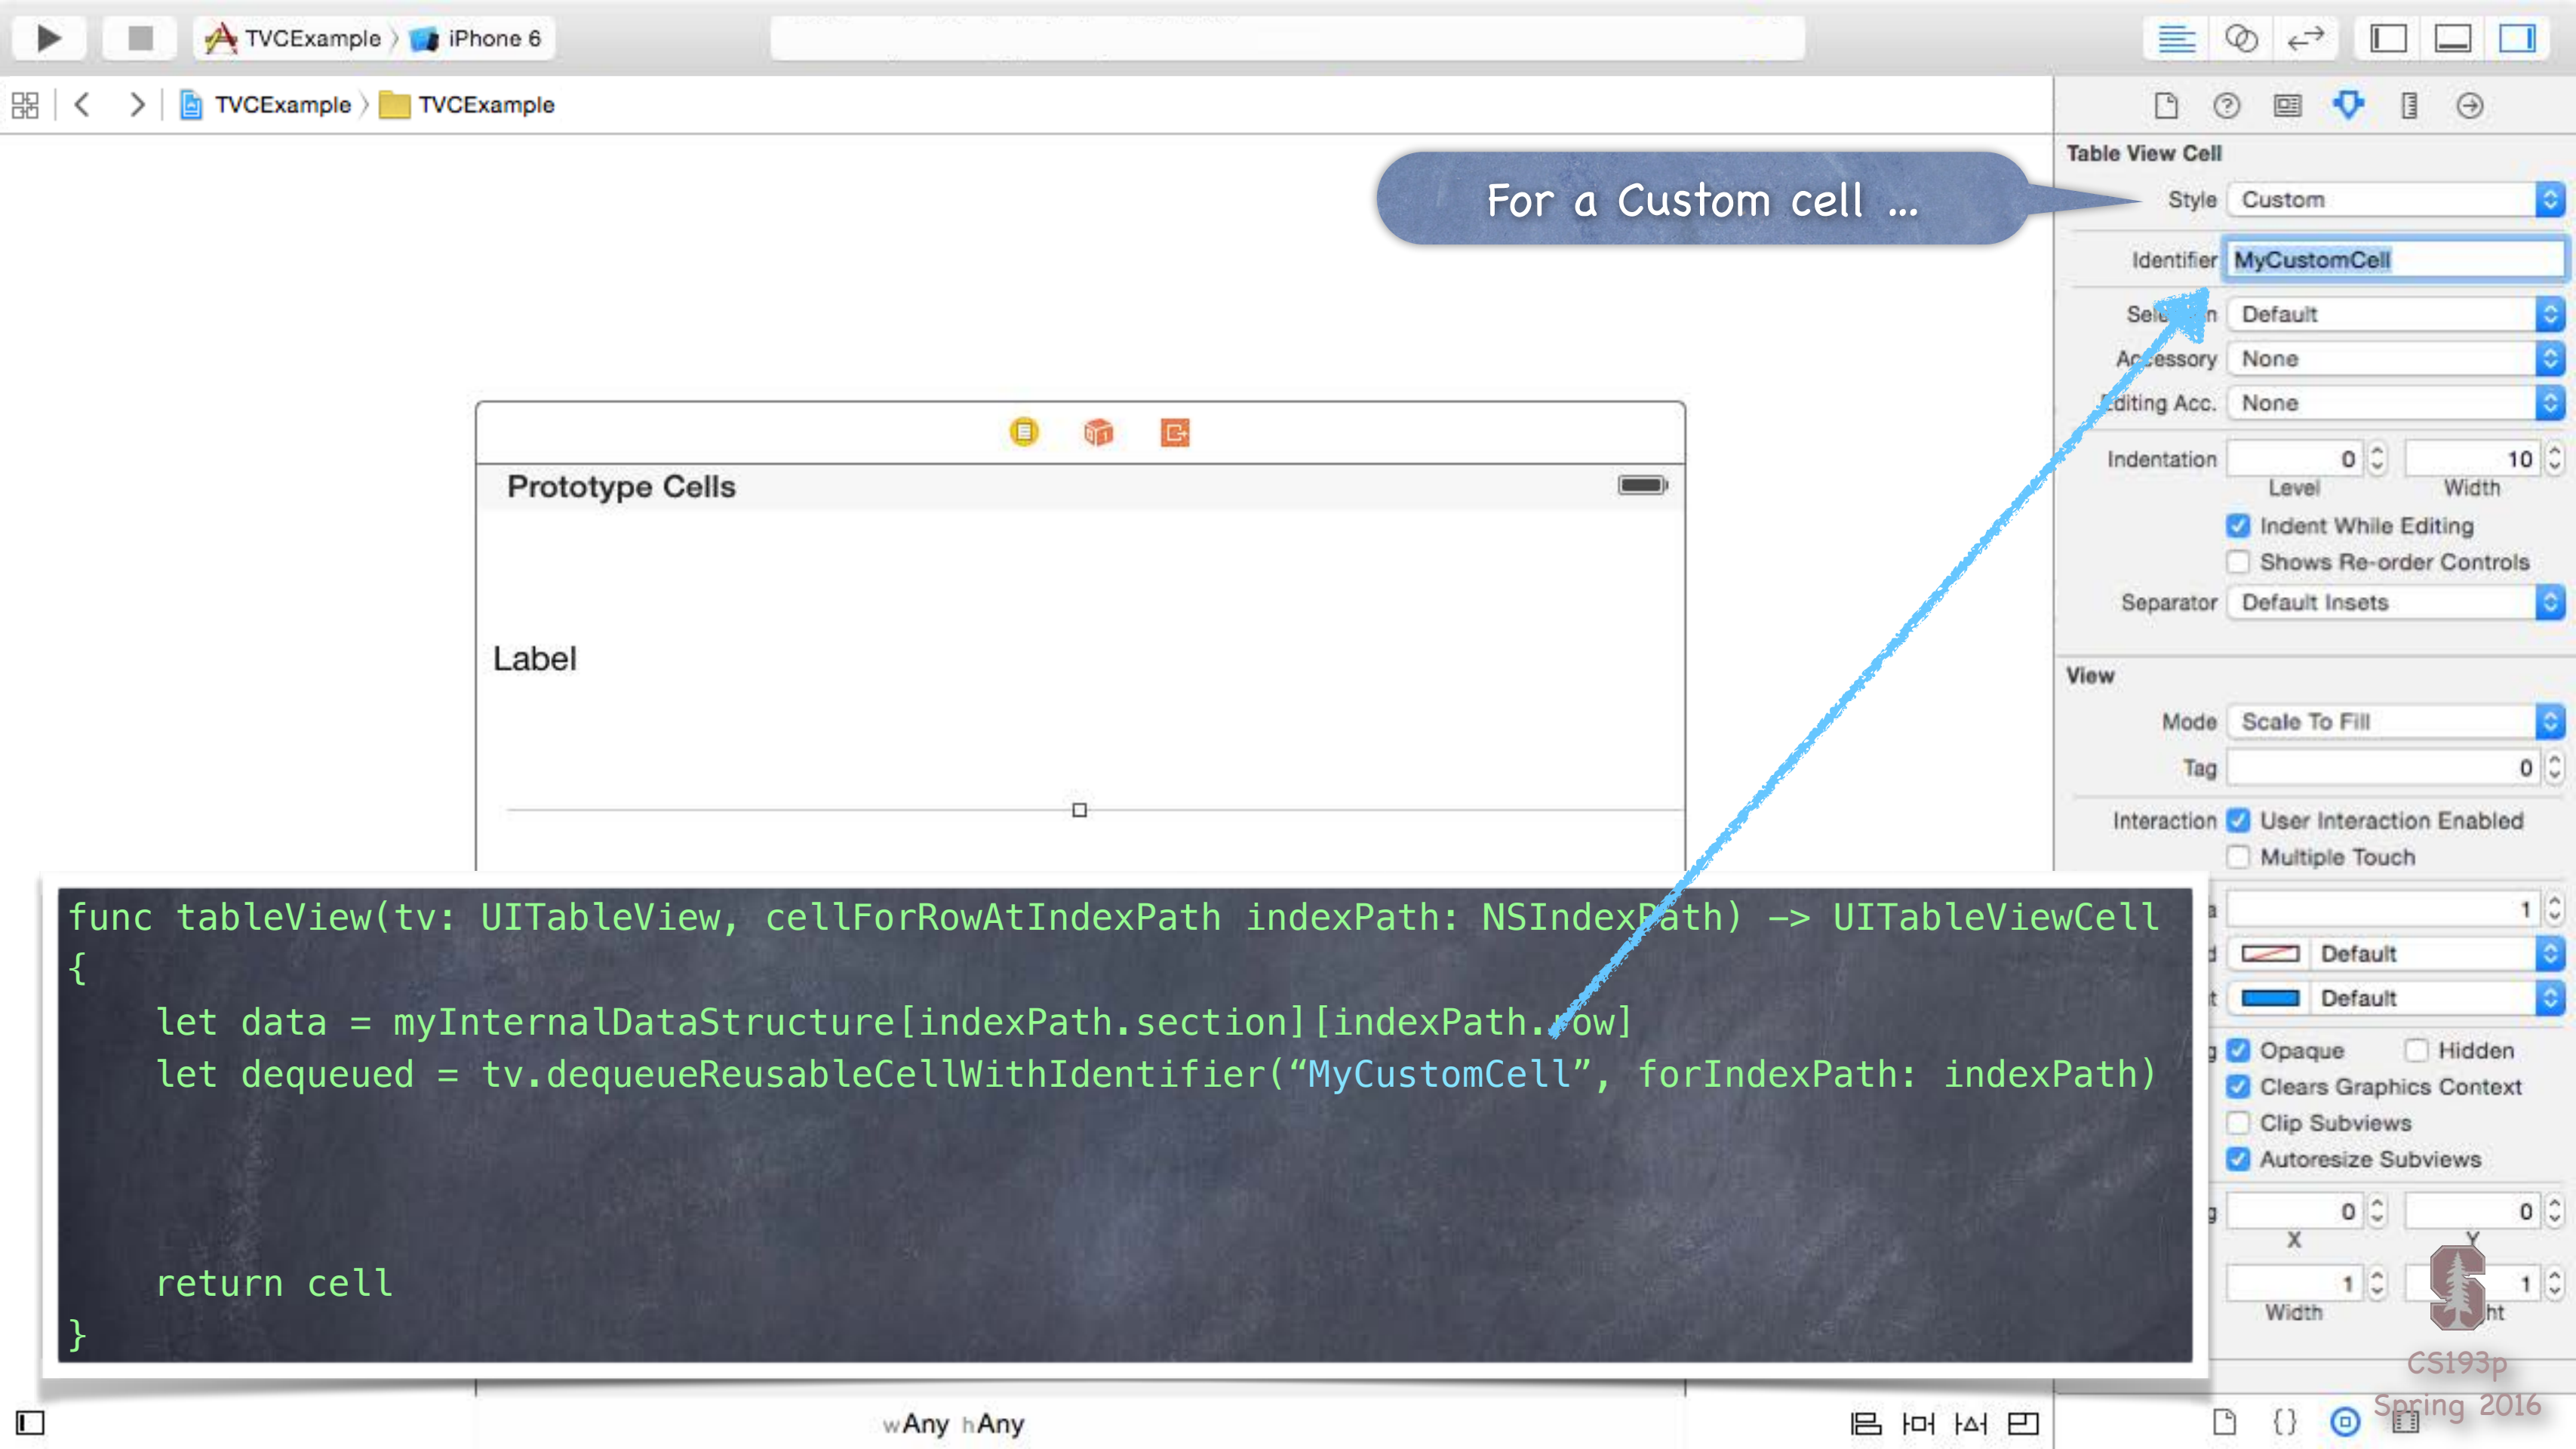 TVCExample 〉 iPhone 6
TVCExample 〉 TVCExample
For a Custom cell ...
Table View Cell
Style Custom
Identifier MyCustomCell
Default
Accessory None
Editing Acc. None
Indentation 0 10
Level Width
Indent While Editing
Shows Re-order Controls
Separator Default Insets
Prototype Cells
Label
View
Mode Scale To Fill
Tag 0
Interaction User Interaction Enabled
Multiple Touch
1
Default
Default
Opaque Hidden
Clears Graphics Context
Clip Subviews
Autoresize Subviews
0 0
X Y
1 1
Width
func tableView(tv: UITableView, cellForRowAtIndexPath indexPath: NSIndexPath) -> UITableViewCell
{
let data = myInternalDataStructure[indexPath.section][indexPath.row]
let dequeued = tv.dequeueReusableCellWithIdentifier(“MyCustomCell”, forIndexPath: indexPath)
return cell
}
wAny hAny
CS193p
Spring 2016